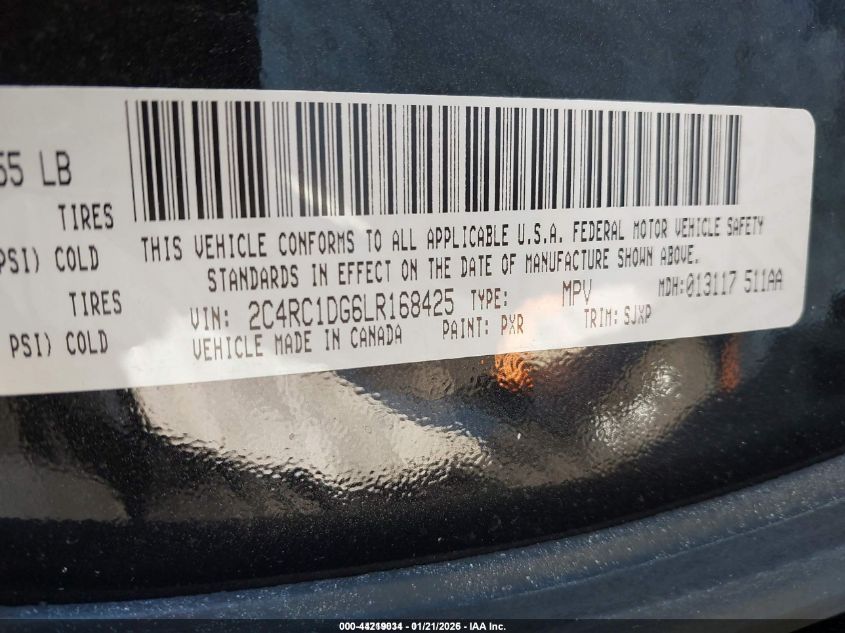 55 LB
TIRES
PSI) COLD
TIRES
PSI) COLD
THIS VEHICLE CONFORMS TO ALL APPLICABLE U.S.A. FEDERAL MOTOR VEHICLE SAFETY
STANDARDS IN EFFECT ON THE DATE OF MANUFACTURE SHOWN ABOVE.
VIN: 2C4RC1DG6LR168425 TYPE: MPV MDH:013117 511AA
VEHICLE MADE IN CANADA PAINT: PXR TRIM: SJXP
01/21/2026 - IAA Inc.